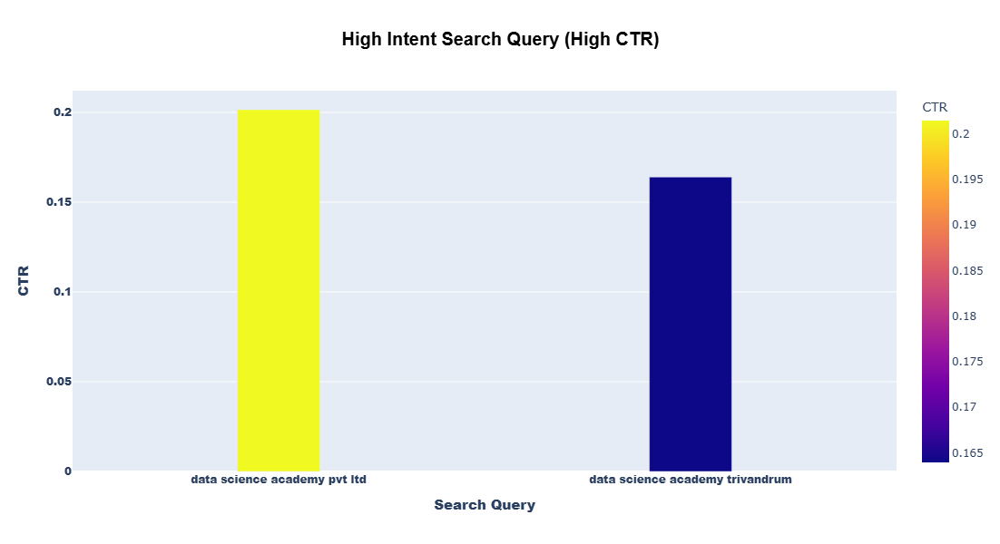 High Intent Search Query (High CTR)
CTR
0.2
0.15
0.1
0.05
0
data science academy pvt ltd
data science academy trivandrum
Search Query
CTR
0.2
0.195
0.19
0.185
0.18
0.175
0.17
0.165